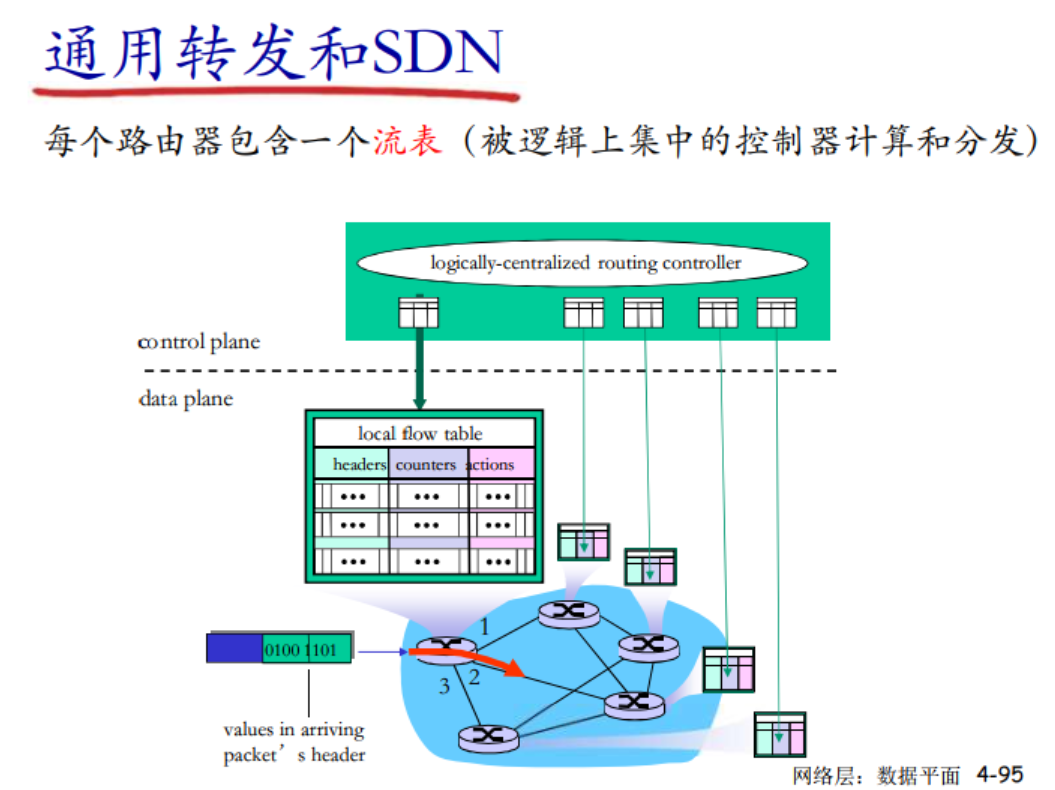 通用转发和SDN
每个路由器包含一个流表（被逻辑上集中的控制器计算和分发）
logically-centralized routing controller
control plane
data plane
local flow table
headers counters actions
1
0100 1101
2
3
values in arriving
packet’s header
网络层：数据平面 4-95